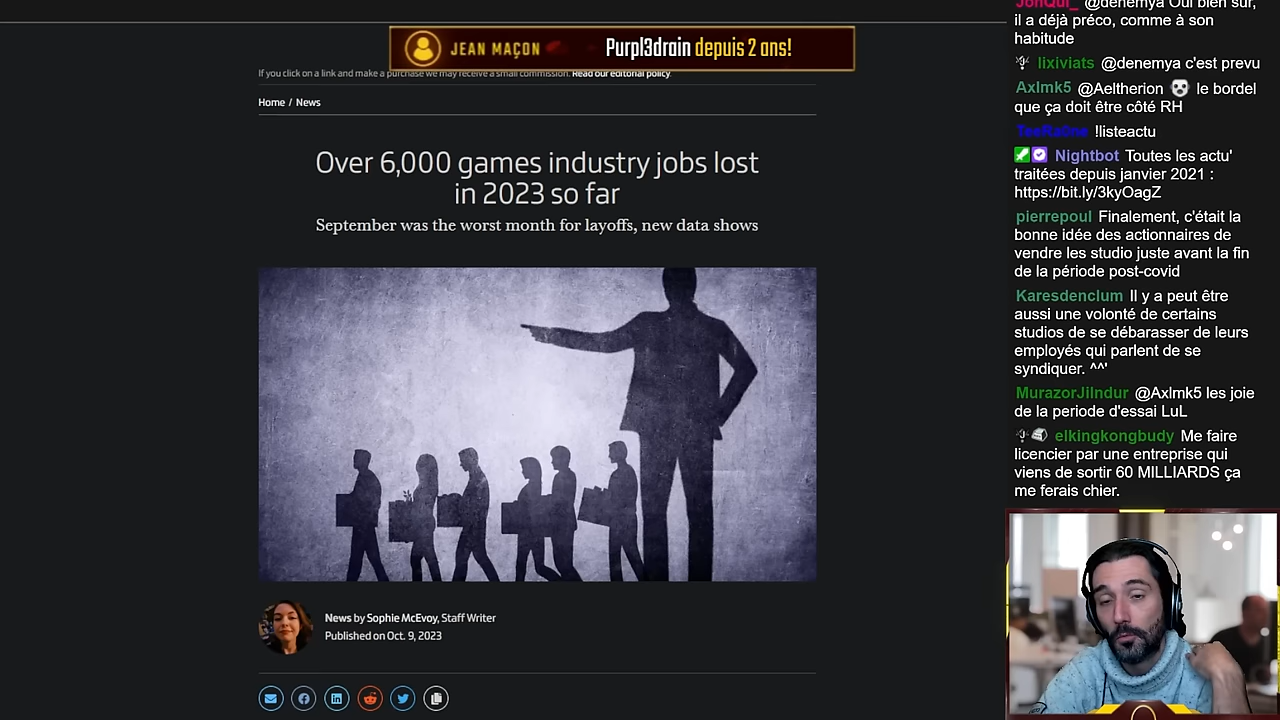 JEAN MAÇON
Purpl3drain depuis 2 ans!
If you click on a link and make a purchase we may receive a small commission. Read our editorial policy.
Home / News
Over 6,000 games industry jobs lost
in 2023 so far
September was the worst month for layoffs, new data shows
News by Sophie McEvoy, Staff Writer
Published on Oct. 9, 2023
JonQui_ @denemya Oui bien sur,
il a déjà préco, comme à son
habitude
lixiviats @denemya c'est prevu
Axlmk5 @Aeltherion le bordel
que ça doit être côté RH
TeeRa0ne !listeactu
Nightbot Toutes les actu'
traitées depuis janvier 2021 :
https://bit.ly/3kyOagZ
pierrepoul Finalement, c'était la
bonne idée des actionnaires de
vendre les studio juste avant la fin
de la période post-covid
Karesdenclum Il y a peut être
aussi une volonté de certains
studios de se débarasser de leurs
employés qui parlent de se
syndiquer. ^^'
MurazorJilndur @Axlmk5 les joie
de la periode d'essai LuL
elkingkongbudy Me faire
licencier par une entreprise qui
viens de sortir 60 MILLIARDS ça
me ferais chier.